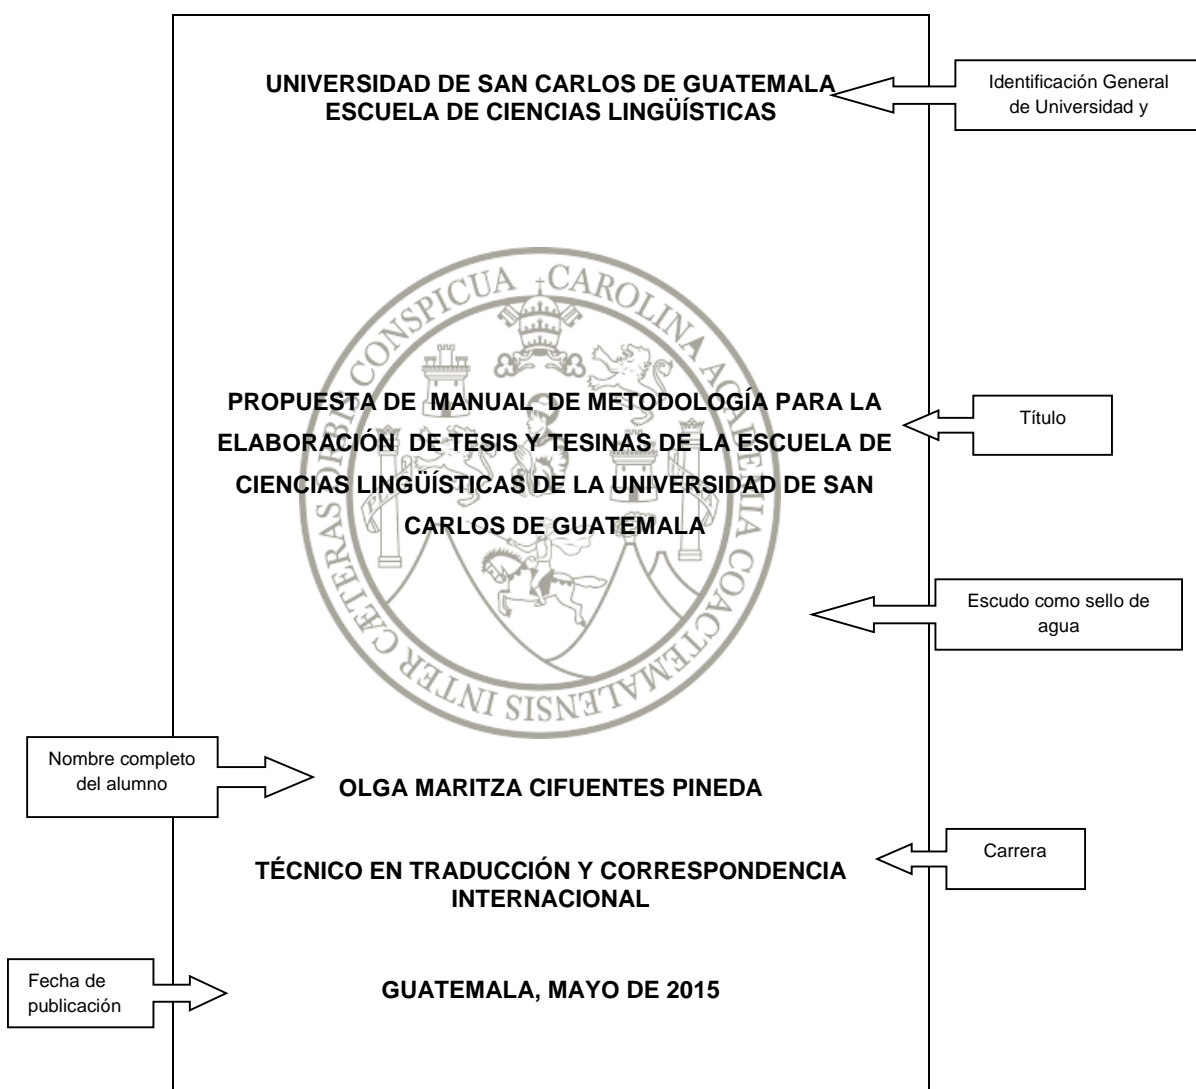 UNIVERSIDAD DE SAN CARLOS DE GUATEMALA
ESCUELA DE CIENCIAS LINGÜÍSTICAS
Identificación General
de Universidad y
CAROLINA ACADEMIA COACTEMALENSIS INTER CÆTERAS ORBIS CONSPICUA
PROPUESTA DE MANUAL DE METODOLOGÍA PARA LA
ELABORACIÓN DE TESIS Y TESINAS DE LA ESCUELA DE
CIENCIAS LINGÜÍSTICAS DE LA UNIVERSIDAD DE SAN
CARLOS DE GUATEMALA
Título
Escudo como sello de
agua
Nombre completo
del alumno
OLGA MARITZA CIFUENTES PINEDA
TÉCNICO EN TRADUCCIÓN Y CORRESPONDENCIA
INTERNACIONAL
Carrera
Fecha de
publicación
GUATEMALA, MAYO DE 2015